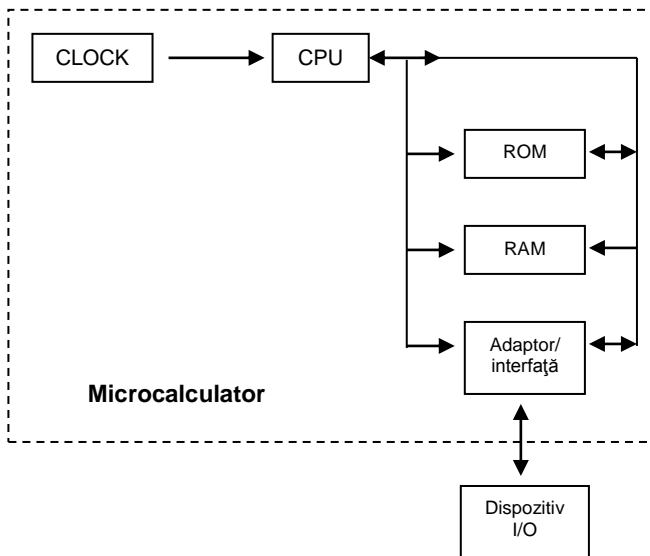 CLOCK
CPU
ROM
RAM
Adaptor/
interfaţă
Microcalculator
Dispozitiv
I/O